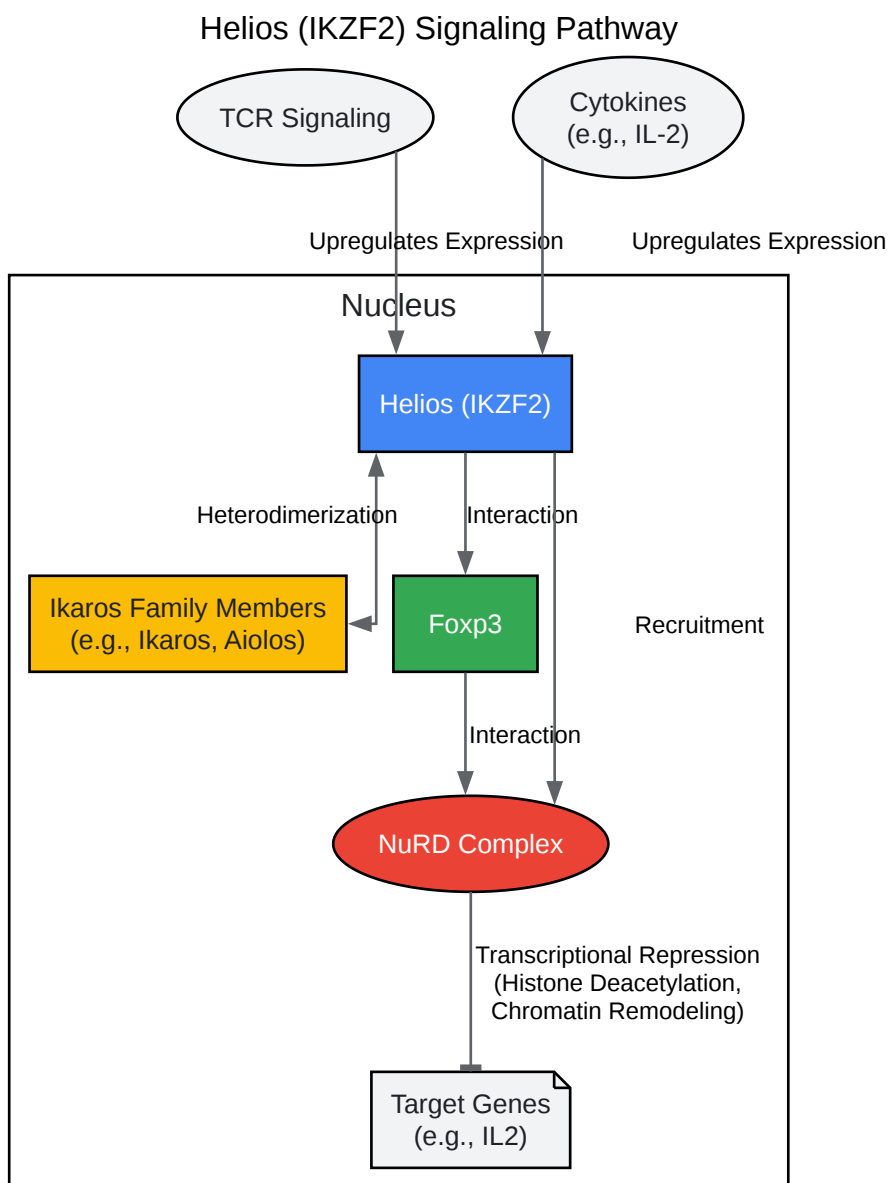 Helios (IKZF2) Signaling Pathway
TCR Signaling
Cytokines
(e.g., IL-2)
Upregulates Expression
Upregulates Expression
Nucleus
Helios (IKZF2)
Heterodimerization
Interaction
Ikaros Family Members
(e.g., Ikaros, Aiolos)
Foxp3
Recruitment
Interaction
NuRD Complex
Transcriptional Repression
(Histone Deacetylation,
Chromatin Remodeling)
Target Genes
(e.g., IL2)